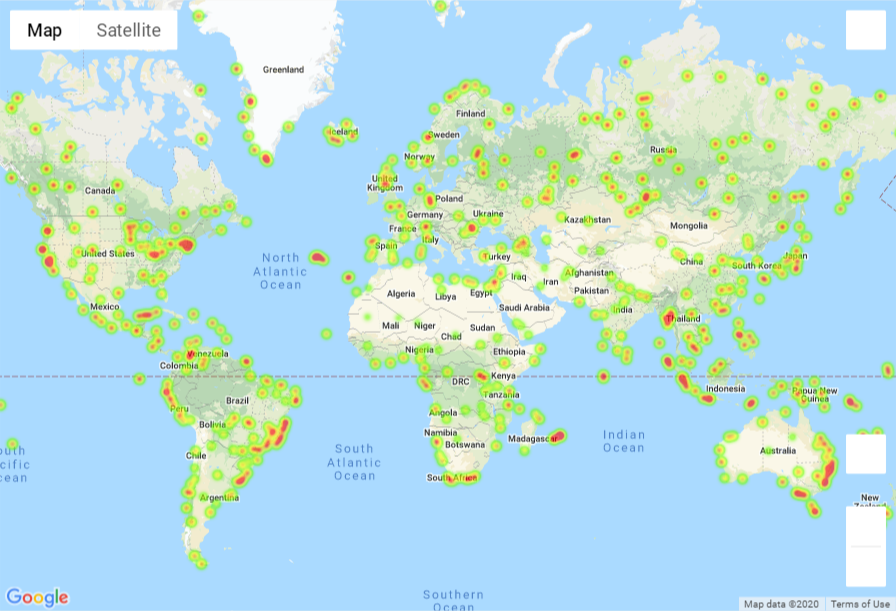 Map
Satellite
Greenland
Finland
Iceland
Sweden
Norway
Russia
Canada
United
Kingdom
Poland
Germany
Ukraine
Kazakhstan
France
Mongolia
Italy
Spain
North
Atlantic
Ocean
United States
Turkey
China
South Korea
Japan
Iraq
Iran
Afghanistan
Pakistan
Algeria
Libya
Egypt
Saudi Arabia
India
Mexico
Mali
Niger
Chad
Sudan
Thailand
Nigeria
Ethiopia
Venezuela
Colombia
DRC
Kenya
Indonesia
Papua New
Guinea
Tanzania
Brazil
Peru
Angola
Bolivia
Namibia
Botswana
Madagascar
Indian
Ocean
Australia
Chile
South
Atlantic
Ocean
outh
cific
cean
South Africa
Argentina
New
Zealand
Southern
Ocean
Google
Map data ©2020
Terms of Use